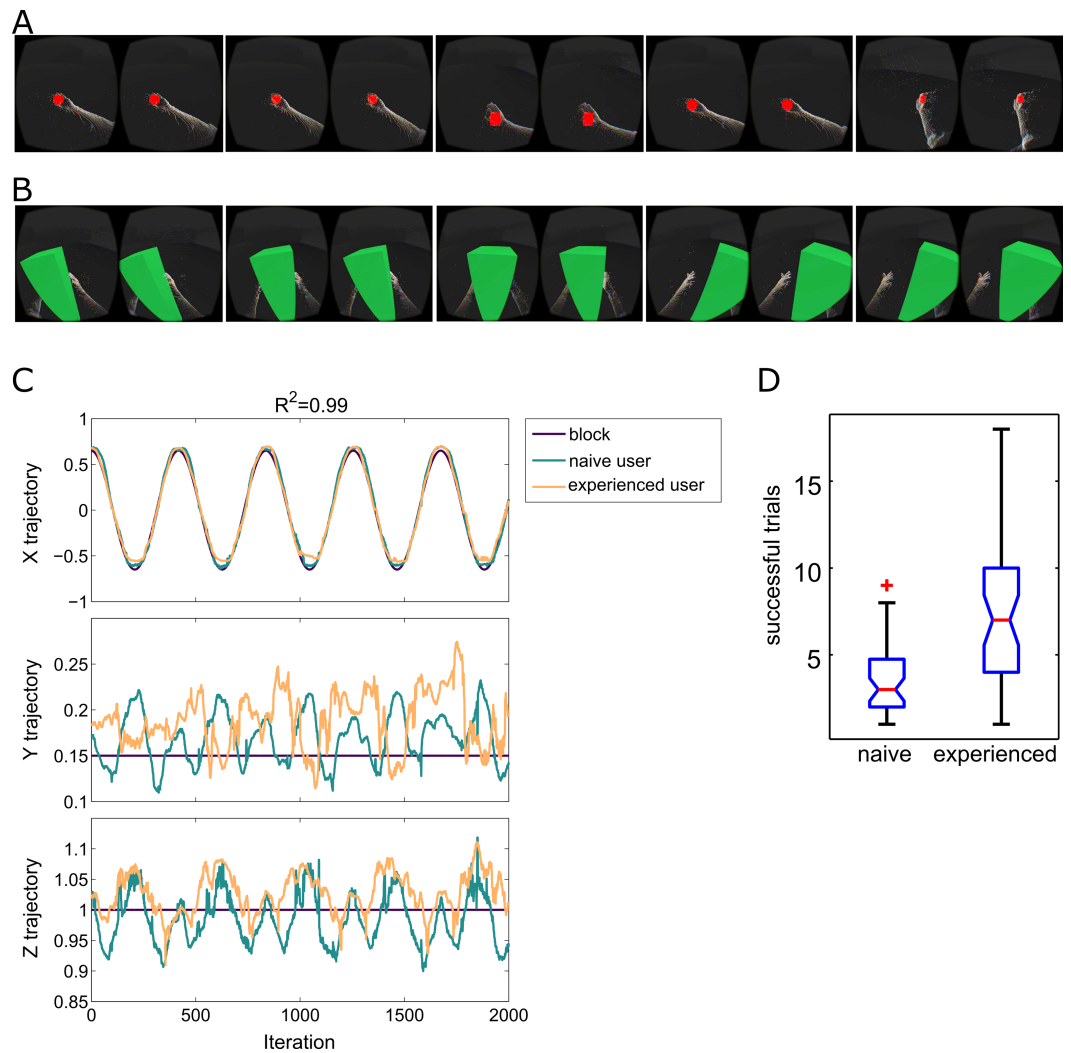 A
B
C
D
R²=0.99
block
naive user
experienced user
X trajectory
1
0.5
0
−0.5
−1
Y trajectory
0.25
0.2
0.15
0.1
Z trajectory
1.1
1.05
1
0.95
0.9
0.85
0
500
1000
1500
2000
Iteration
successful trials
15
10
5
naive
experienced